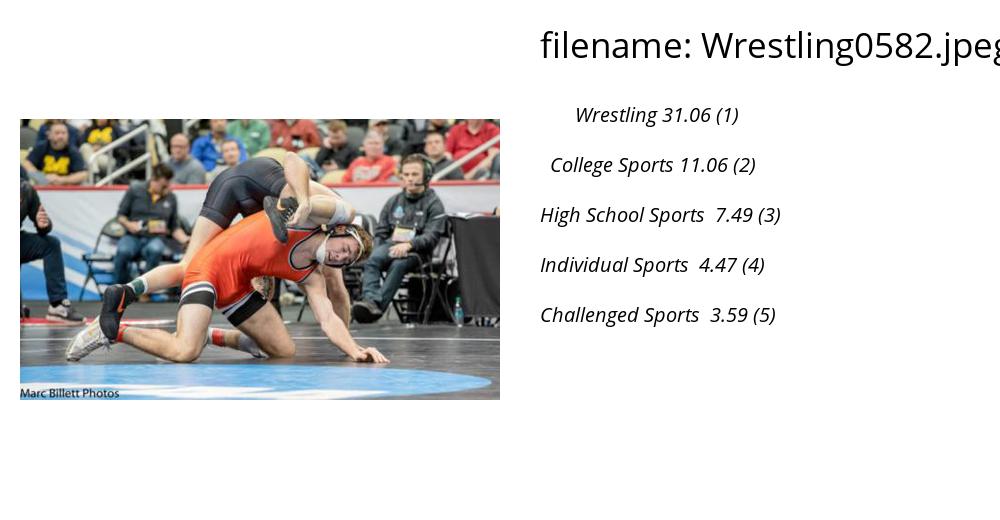 filename: Wrestling0582.jpeg
Wrestling 31.06 (1)
College Sports 11.06 (2)
High School Sports 7.49 (3)
Individual Sports 4.47 (4)
Challenged Sports 3.59 (5)
Marc Billett Photos